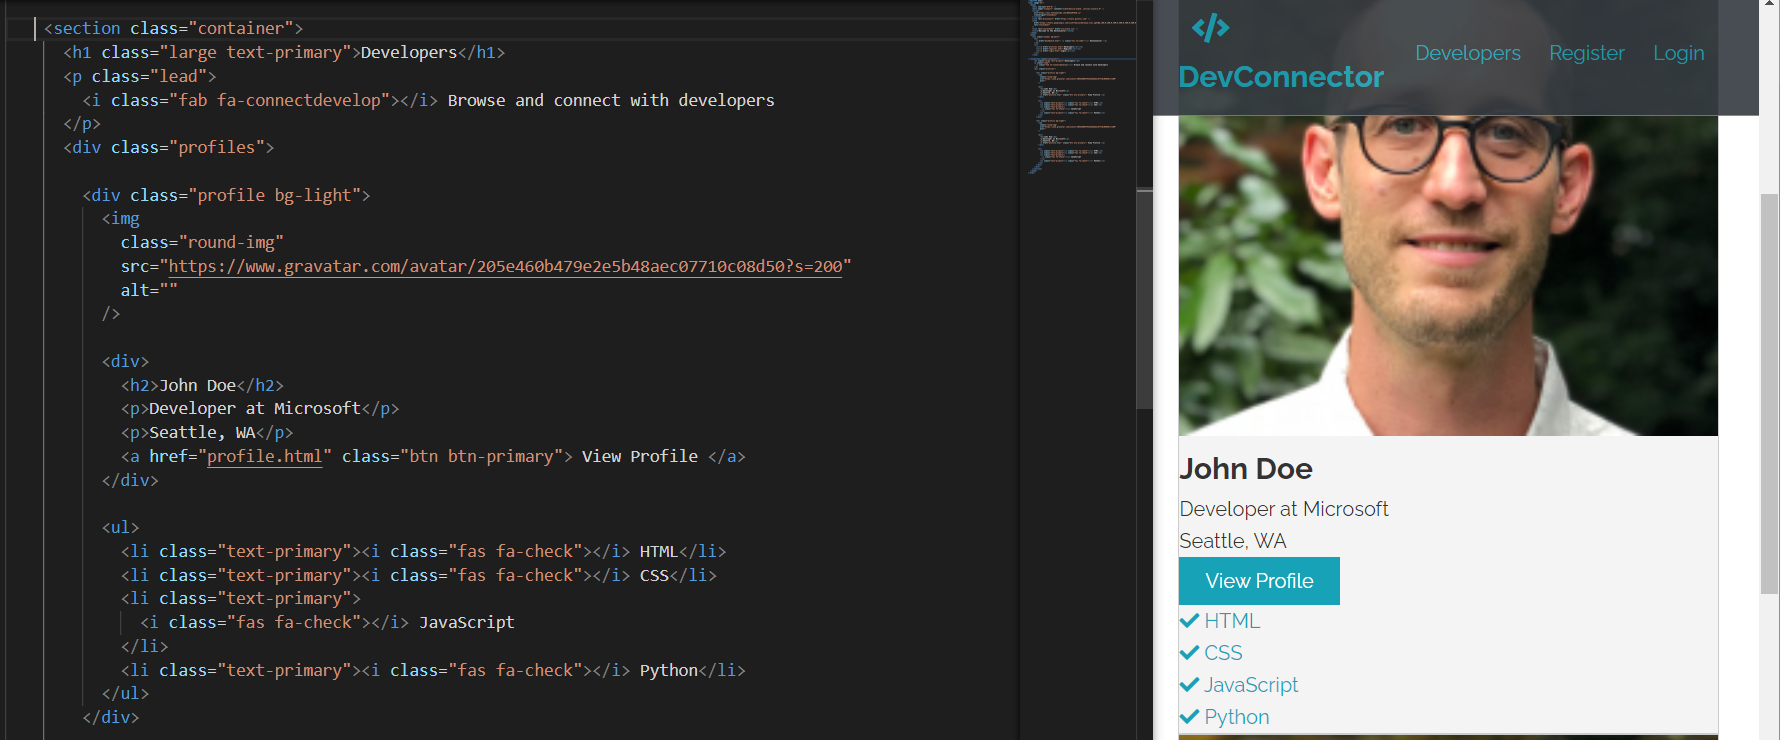 <section class="container">
<h1 class="large text-primary">Developers</h1>
<p class="lead">
<i class="fab fa-connectdevelop"></i> Browse and connect with developers
</p>
<div class="profiles">
<div class="profile bg-light">
<img
class="round-img"
src="https://www.gravatar.com/avatar/205e460b479e2e5b48aec07710c08d50?s=200"
alt=""
/>
<div>
<h2>John Doe</h2>
<p>Developer at Microsoft</p>
<p>Seattle, WA</p>
<a href="profile.html" class="btn btn-primary"> View Profile </a>
</div>
<ul>
<li class="text-primary"><i class="fas fa-check"></i> HTML</li>
<li class="text-primary"><i class="fas fa-check"></i> CSS</li>
<li class="text-primary">
<i class="fas fa-check"></i> JavaScript
</li>
<li class="text-primary"><i class="fas fa-check"></i> Python</li>
</ul>
</div>
</> DevConnector
Developers Register Login
John Doe
Developer at Microsoft
Seattle, WA
View Profile
HTML
CSS
JavaScript
Python